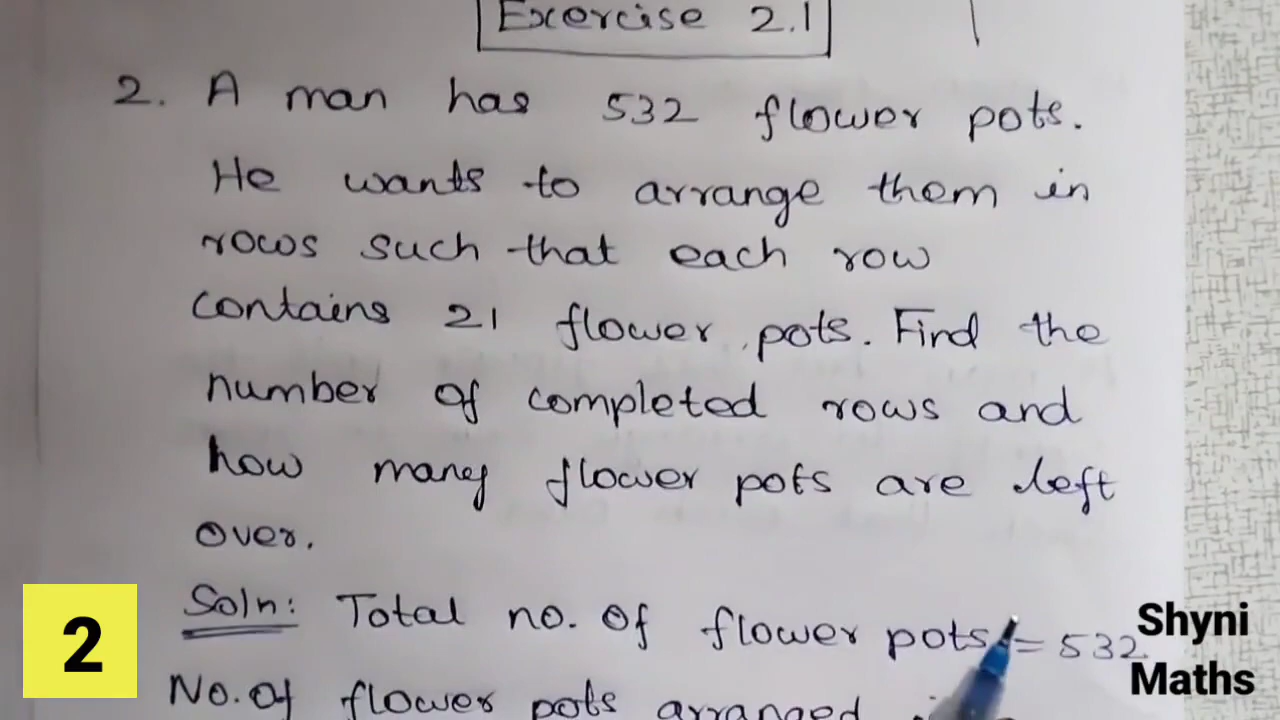 Exercise 2.1
2. A man has 532 flower pots.
He wants to arrange them in
rows such that each row
contains 21 flower pots. Find the
number of completed rows and
how many flower pots are left
over.
Soln: Total no. of flower pots = 532
No. of flower pots arranged
2
Shyni
Maths